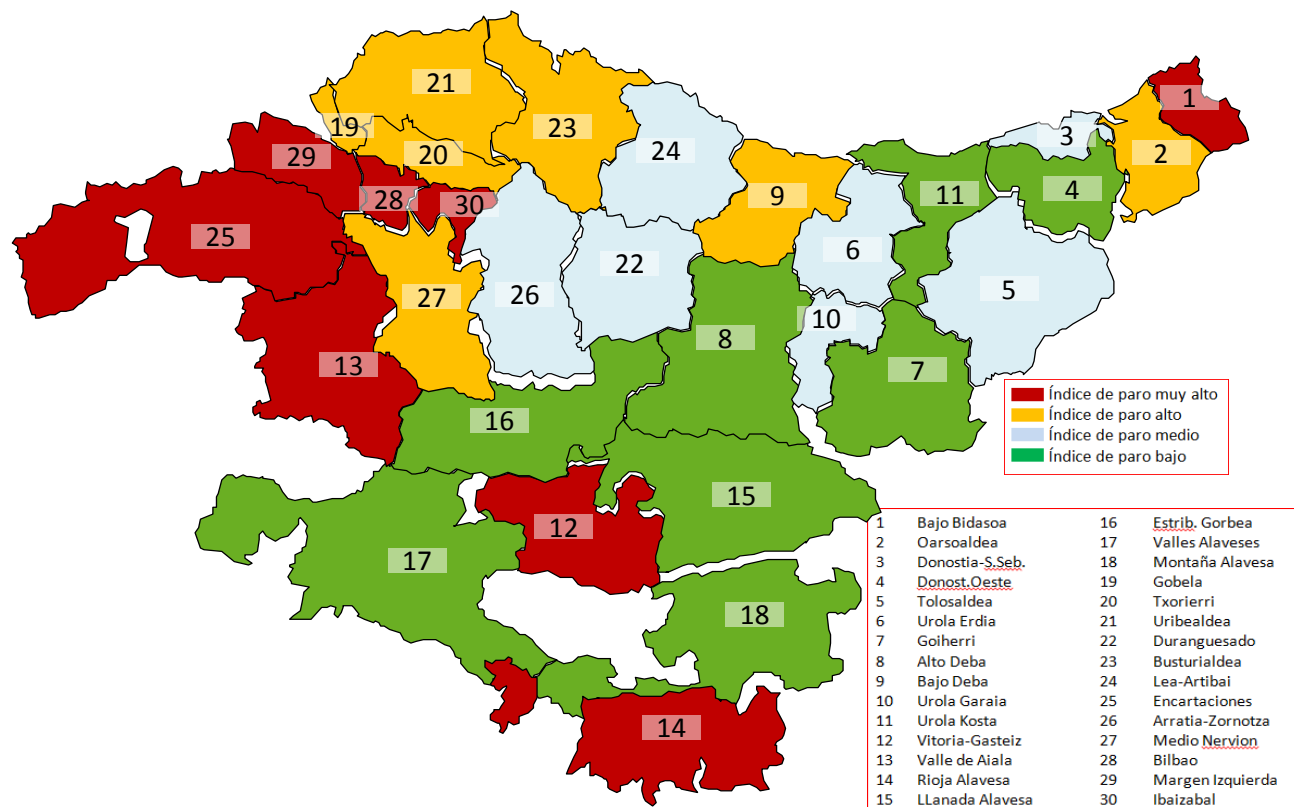 21
1
19
23
3
20
24
2
29
9
11
4
28
30
25
6
22
5
27
26
10
8
13
7
16
15
12
17
18
14
Índice de paro muy alto
Índice de paro alto
Índice de paro medio
Índice de paro bajo
1 Bajo Bidasoa 16 Estrib. Gorbea
2 Oarsoaldea 17 Valles Alaveses
3 Donostia-S.Seb. 18 Montaña Alavesa
4 Donost.Oeste 19 Gobela
5 Tolosaldea 20 Txorierri
6 Urola Erdia 21 Uribealdea
7 Goiherri 22 Duranguesado
8 Alto Deba 23 Busturialdea
9 Bajo Deba 24 Lea-Artibai
10 Urola Garaia 25 Encartaciones
11 Urola Kosta 26 Arratia-Zornotza
12 Vitoria-Gasteiz 27 Medio Nervion
13 Valle de Aiala 28 Bilbao
14 Rioja Alavesa 29 Margen Izquierda
15 LLanada Alavesa 30 Ibaizabal